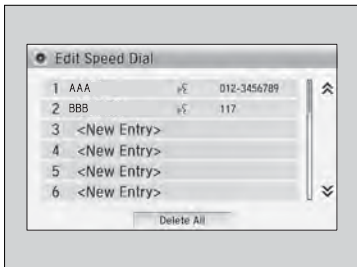 Edit Speed Dial
1 AAA 012-3456789
2 BBB 117
3 <New Entry>
4 <New Entry>
5 <New Entry>
6 <New Entry>
Delete All